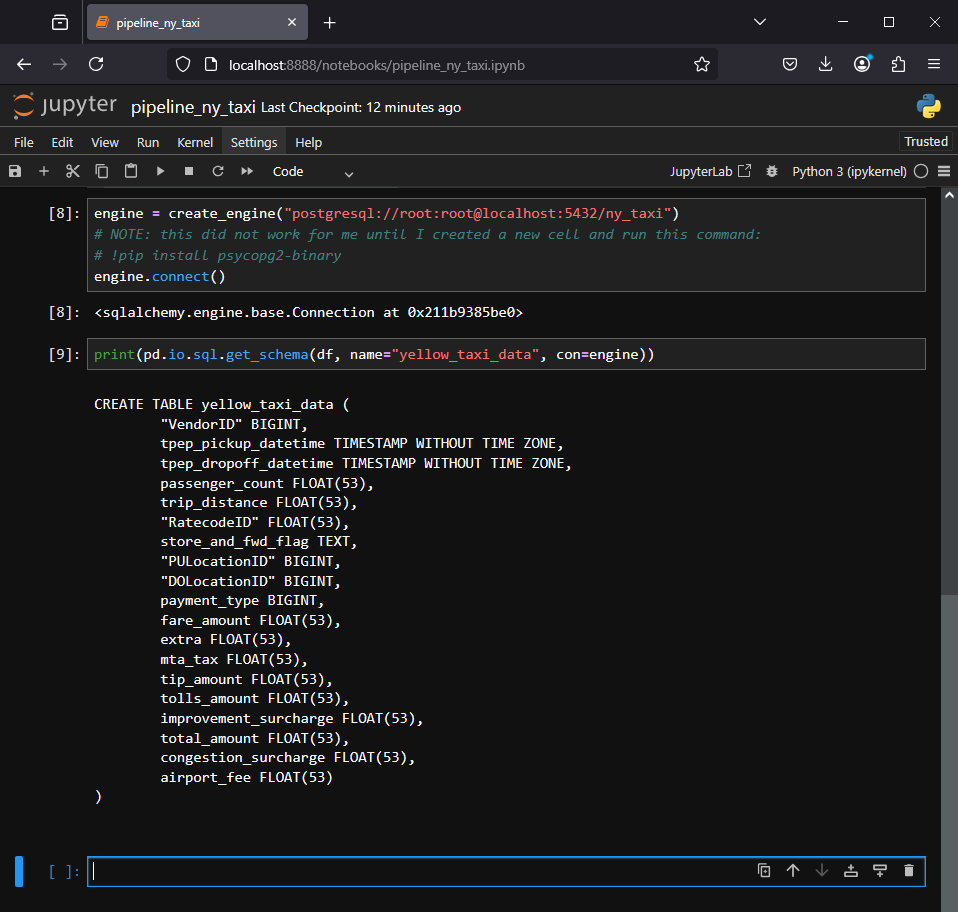 pipeline_ny_taxi
localhost:8888/notebooks/pipeline_ny_taxi.ipynb
jupyter pipeline_ny_taxi Last Checkpoint: 12 minutes ago
File Edit View Run Kernel Settings Help Trusted
Code JupyterLab Python 3 (ipykernel)
[8]: engine = create_engine("postgresql://root:root@localhost:5432/ny_taxi")
# NOTE: this did not work for me until I created a new cell and run this command:
# !pip install psycopg2-binary
engine.connect()
[8]: <sqlalchemy.engine.base.Connection at 0x211b9385be0>
[9]: print(pd.io.sql.get_schema(df, name="yellow_taxi_data", con=engine))
CREATE TABLE yellow_taxi_data (
"VendorID" BIGINT,
tpep_pickup_datetime TIMESTAMP WITHOUT TIME ZONE,
tpep_dropoff_datetime TIMESTAMP WITHOUT TIME ZONE,
passenger_count FLOAT(53),
trip_distance FLOAT(53),
"RatecodeID" FLOAT(53),
store_and_fwd_flag TEXT,
"PULocationID" BIGINT,
"DOLocationID" BIGINT,
payment_type BIGINT,
fare_amount FLOAT(53),
extra FLOAT(53),
mta_tax FLOAT(53),
tip_amount FLOAT(53),
tolls_amount FLOAT(53),
improvement_surcharge FLOAT(53),
total_amount FLOAT(53),
congestion_surcharge FLOAT(53),
airport_fee FLOAT(53)
)
[ ]: